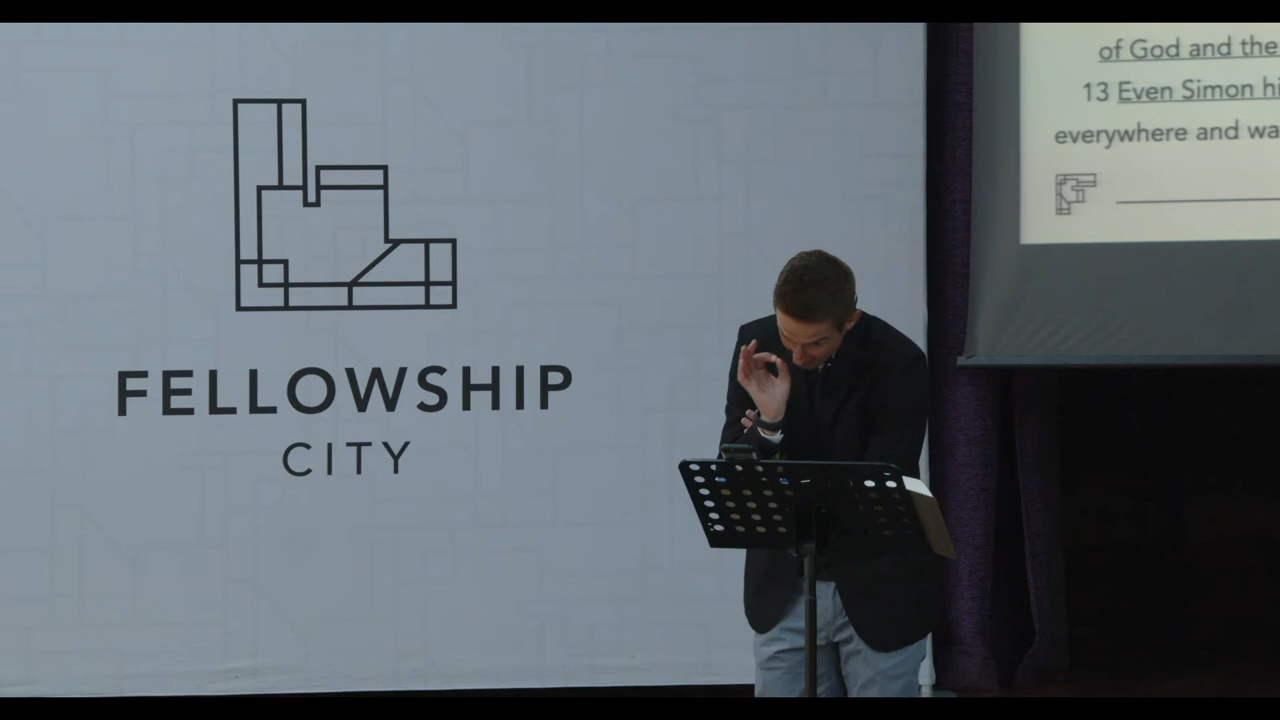 FELLOWSHIP
CITY
of God and the
13 Even Simon hi
everywhere and wa